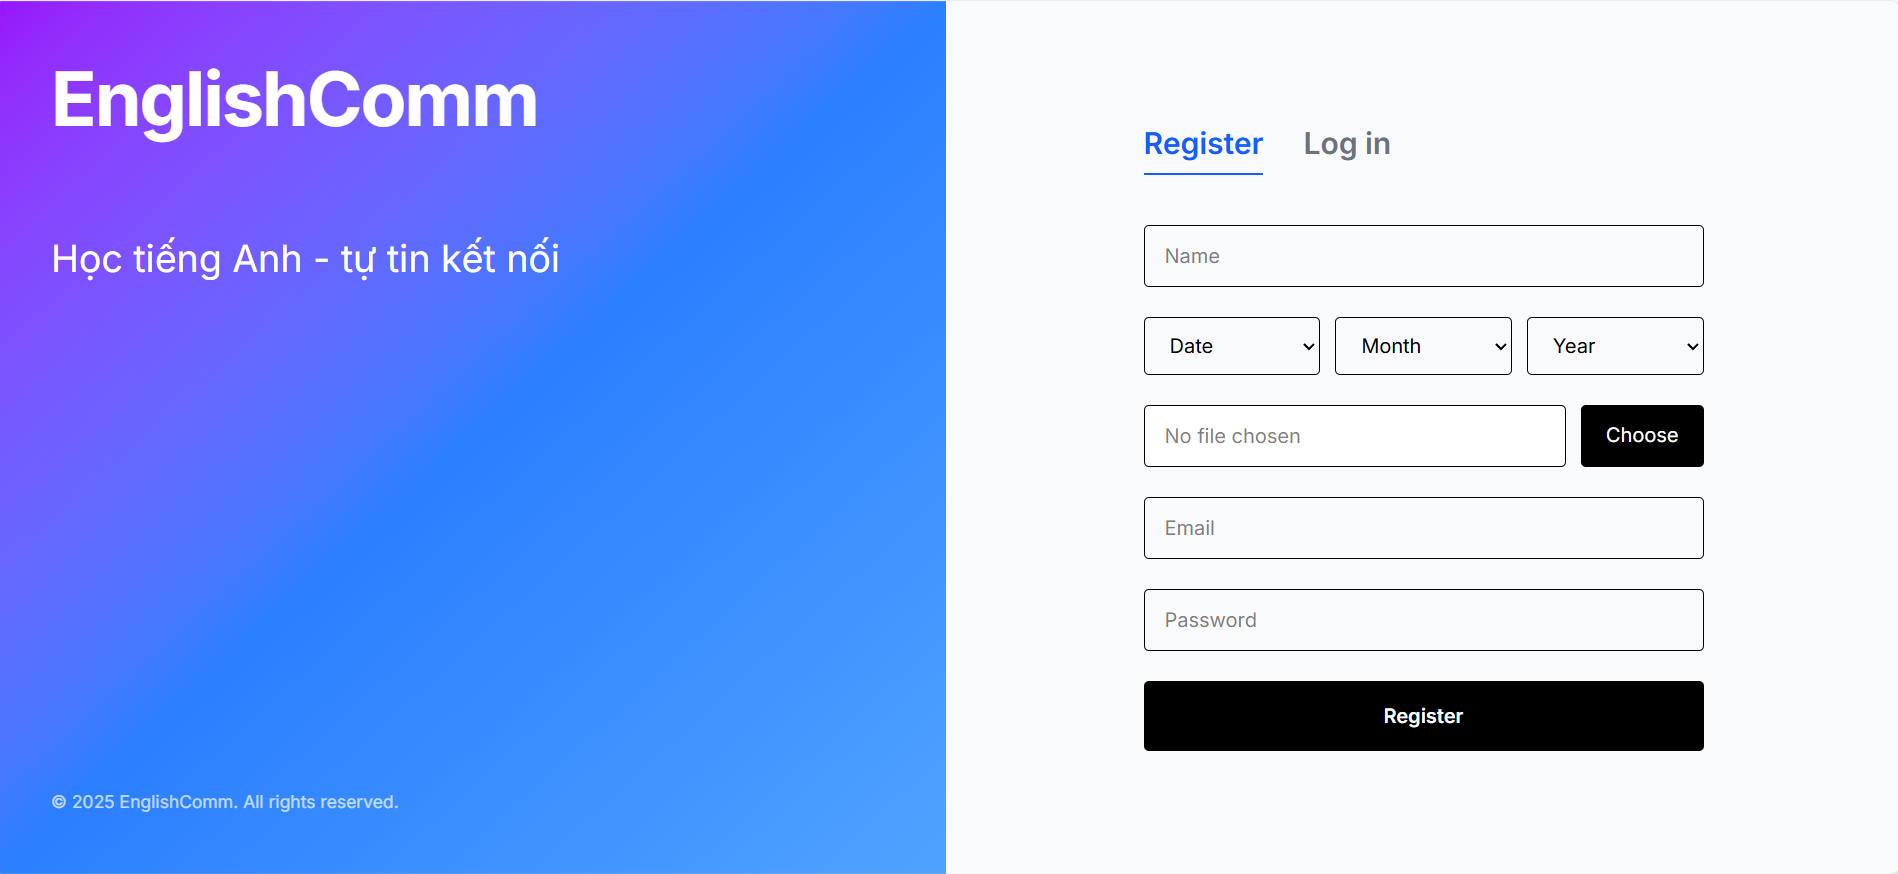 EnglishComm
Học tiếng Anh - tự tin kết nối
© 2025 EnglishComm. All rights reserved.
Register Log in
Name
Date Month Year
No file chosen Choose
Email
Password
Register